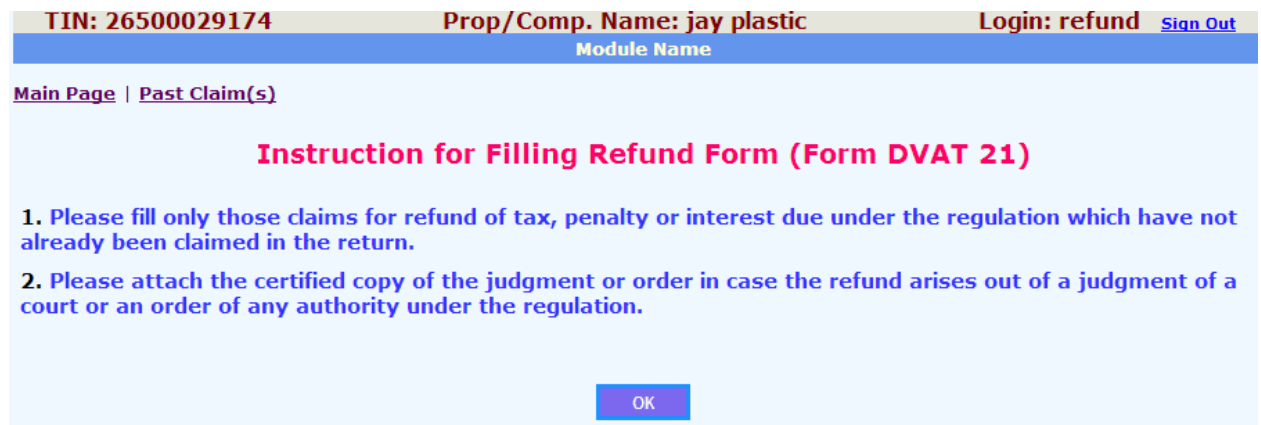 TIN: 26500029174 Prop/Comp. Name: jay plastic Login: refund Sign Out
Module Name
Main Page | Past Claim(s)
Instruction for Filling Refund Form (Form DVAT 21)
1. Please fill only those claims for refund of tax, penalty or interest due under the regulation which have not
already been claimed in the return.
2. Please attach the certified copy of the judgment or order in case the refund arises out of a judgment of a
court or an order of any authority under the regulation.
OK